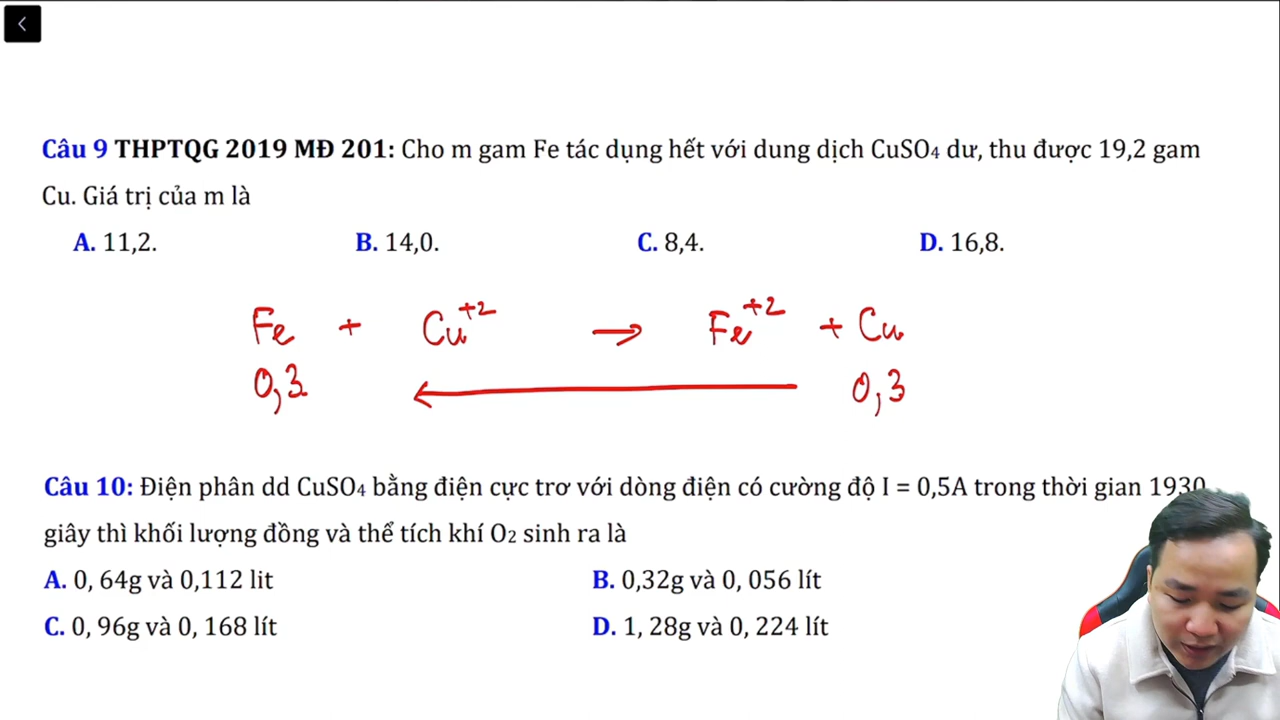 Câu 9 THPTQG 2019 MĐ 201: Cho m gam Fe tác dụng hết với dung dịch CuSO₄ dư, thu được 19,2 gam
Cu. Giá trị của m là
A. 11,2. B. 14,0. C. 8,4. D. 16,8.
Fe + Cu⁺² → Fe⁺² + Cu
0,3 ← 0,3
Câu 10: Điện phân dd CuSO₄ bằng điện cực trơ với dòng điện có cường độ I = 0,5A trong thời gian 1930
giây thì khối lượng đồng và thể tích khí O₂ sinh ra là
A. 0, 64g và 0,112 lit B. 0,32g và 0, 056 lít
C. 0, 96g và 0, 168 lít D. 1, 28g và 0, 224 lít